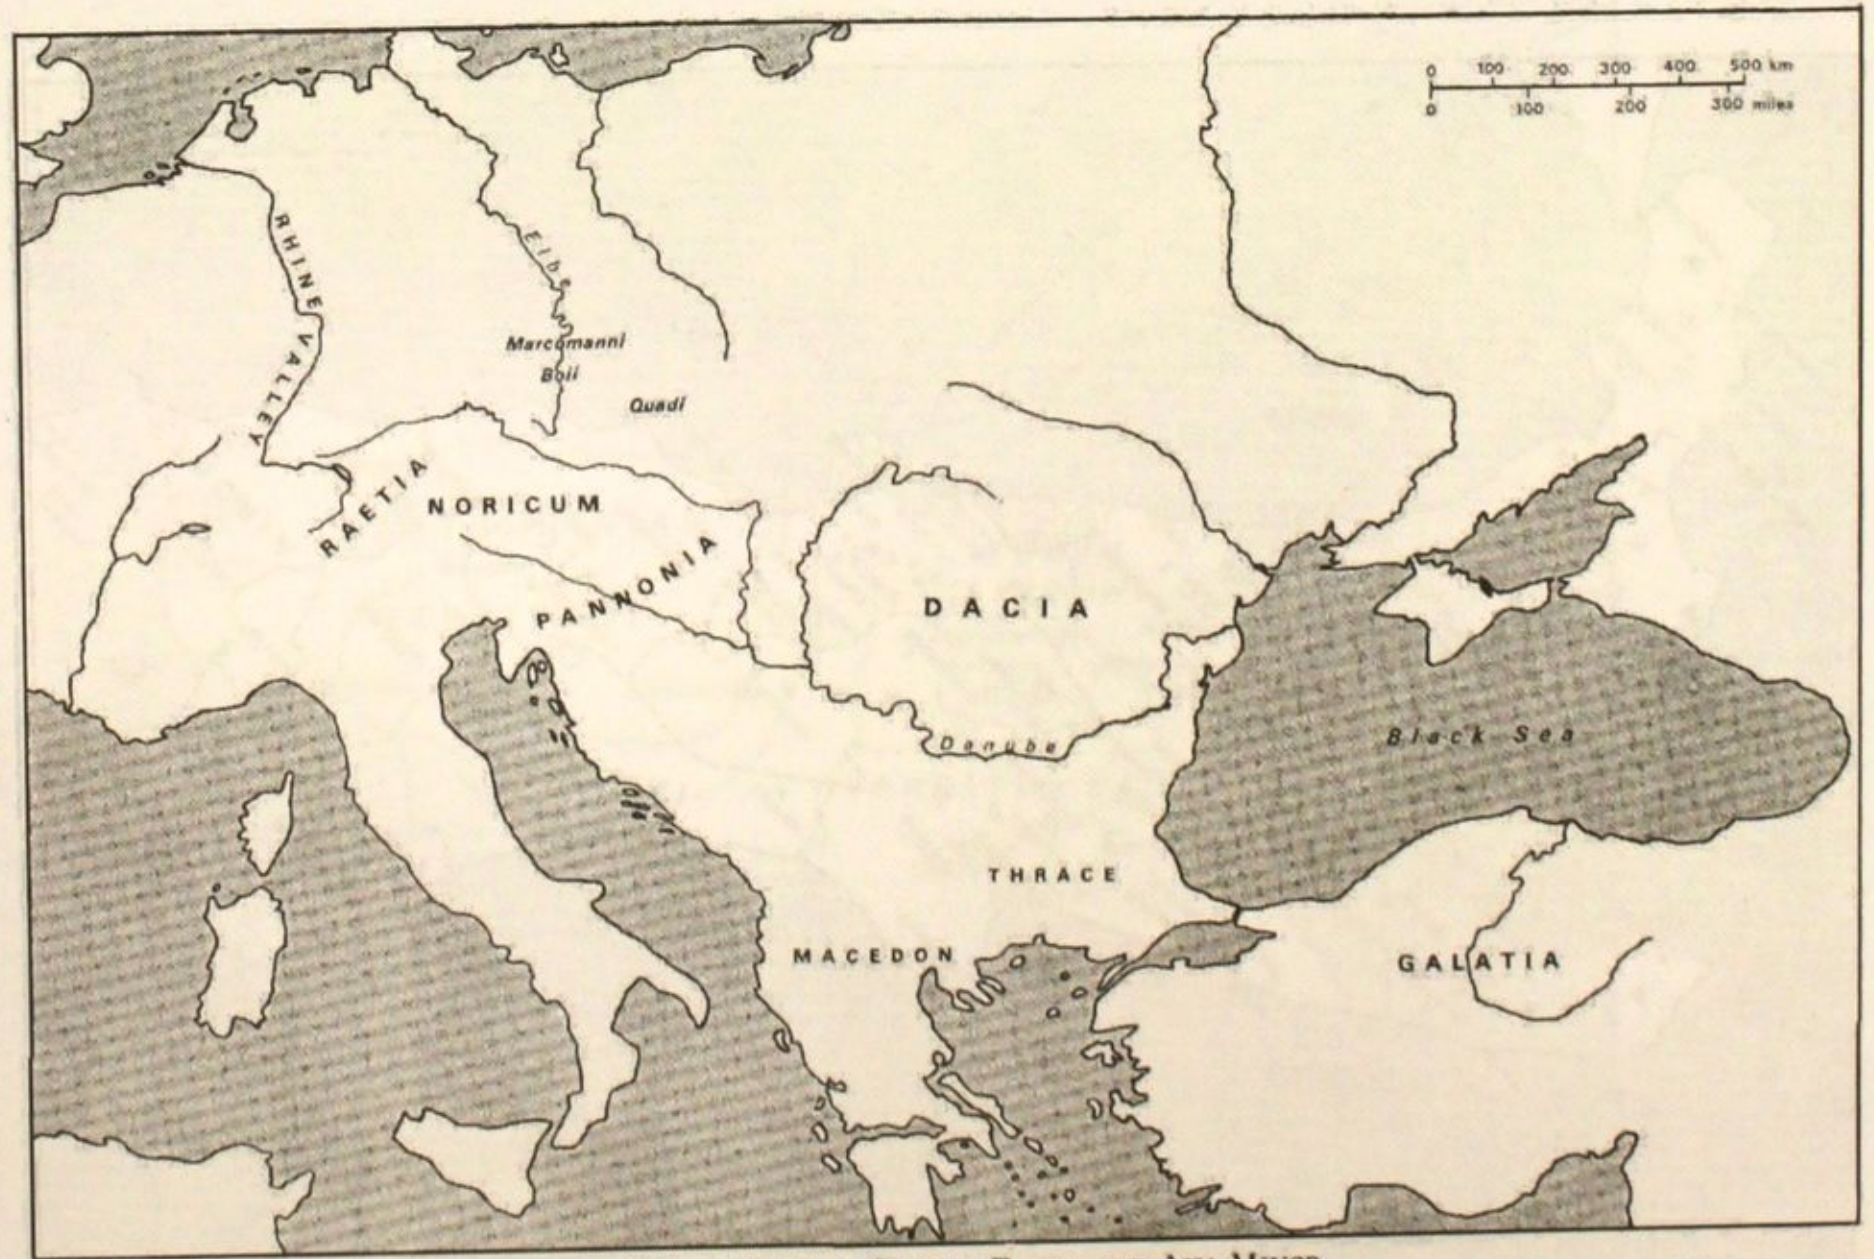 0 100 200 300 400 500 km
0 100 200 300 miles
RHINE VALLEY
Elbe
Marcomanni
Boii
Quadi
RAETIA
NORICUM
PANNONIA
DACIA
Danube
Black Sea
THRACE
MACEDON
GALATIA